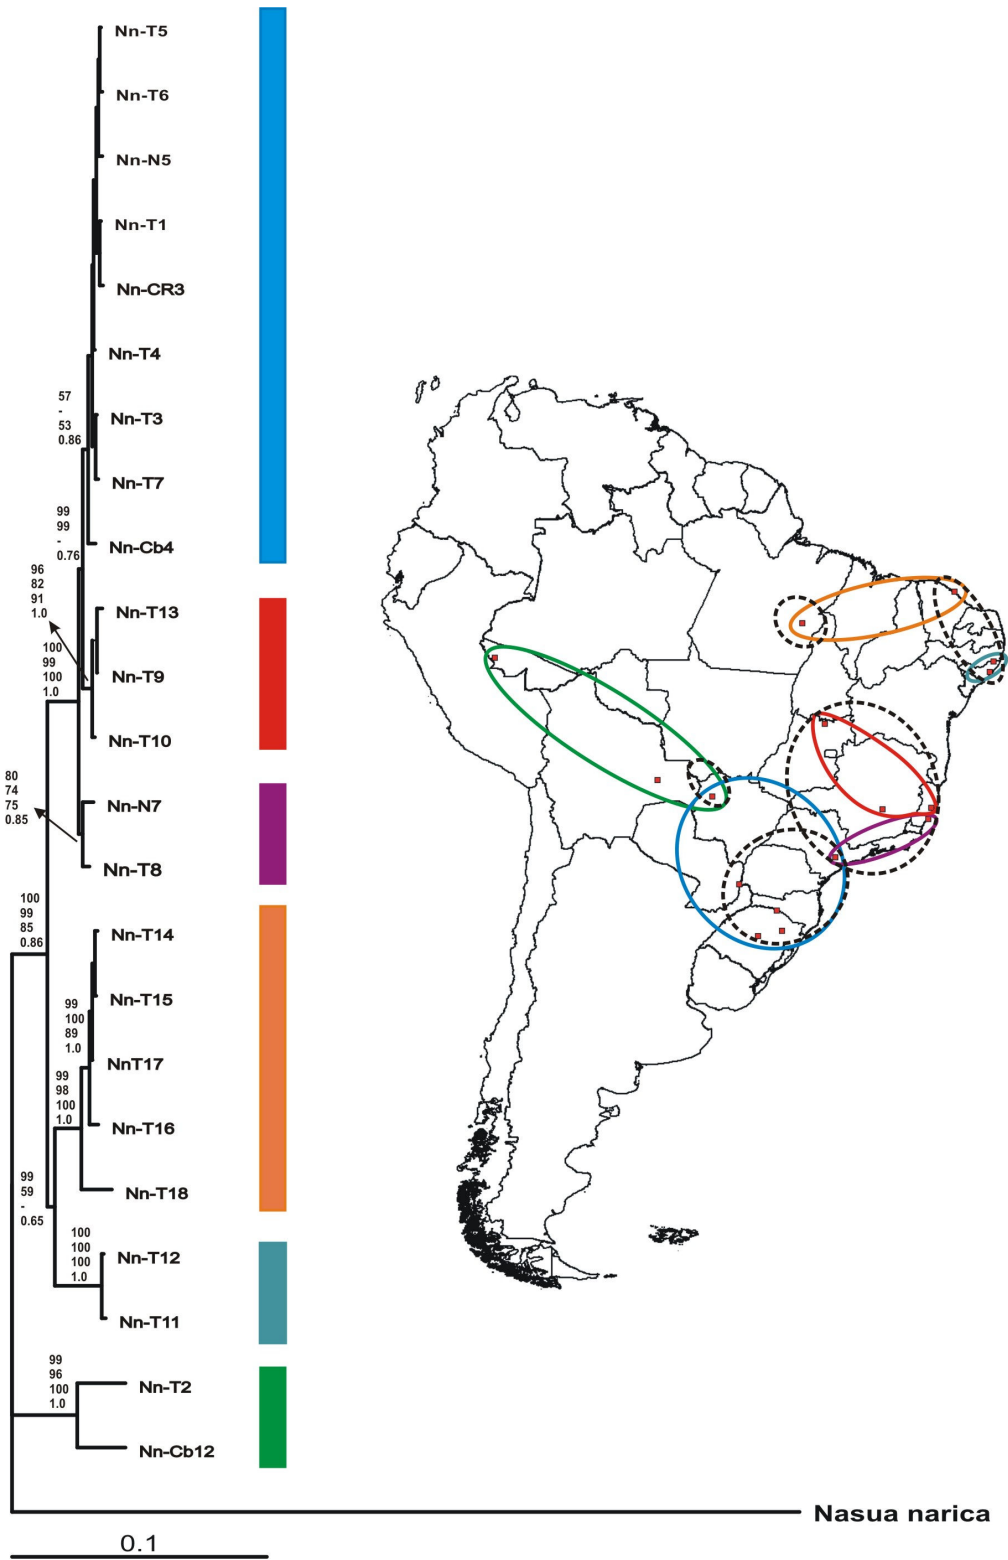 Nn-T5
Nn-T6
Nn-N5
Nn-T1
Nn-CR3
Nn-T4
57
-
53
0.86
Nn-T3
Nn-T7
99
99
-
0.76
Nn-Cb4
96
82
91
1.0
Nn-T13
100
99
100
1.0
Nn-T9
Nn-T10
80
74
75
0.85
Nn-N7
Nn-T8
100
99
85
0.86
Nn-T14
99
100
89
1.0
Nn-T15
NnT17
99
98
100
1.0
Nn-T16
99
59
-
0.65
Nn-T18
100
100
100
1.0
Nn-T12
Nn-T11
99
96
100
1.0
Nn-T2
Nn-Cb12
Nasua narica
0.1